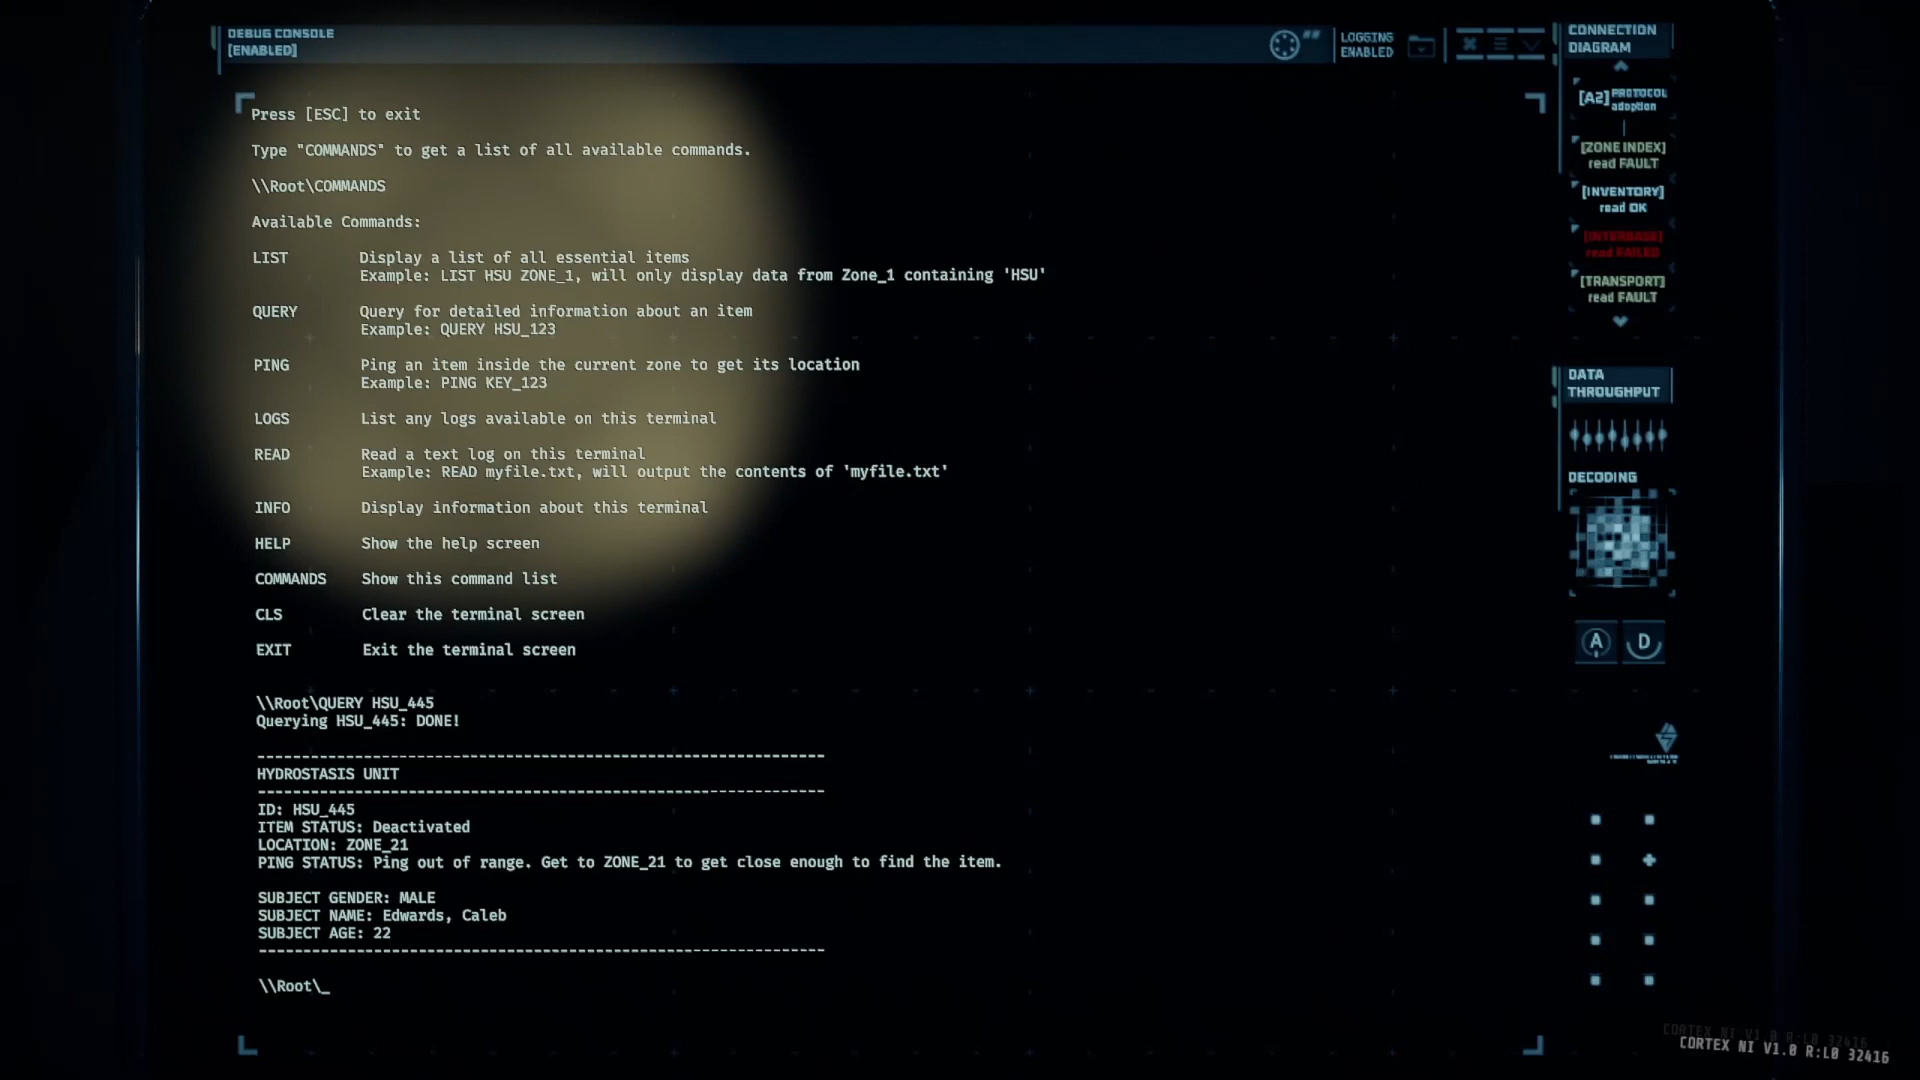 DEBUG CONSOLE
[ENABLED]
LOGGING
ENABLED
Press [ESC] to exit
Type "COMMANDS" to get a list of all available commands.
\\Root\COMMANDS
Available Commands:
LIST Display a list of all essential items
Example: LIST HSU ZONE_1, will only display data from Zone_1 containing 'HSU'
QUERY Query for detailed information about an item
Example: QUERY HSU_123
PING Ping an item inside the current zone to get its location
Example: PING KEY_123
LOGS List any logs available on this terminal
READ Read a text log on this terminal
Example: READ myfile.txt, will output the contents of 'myfile.txt'
INFO Display information about this terminal
HELP Show the help screen
COMMANDS Show this command list
CLS Clear the terminal screen
EXIT Exit the terminal screen
\\Root\QUERY HSU_445
Querying HSU_445: DONE!
----------------------------------------------------------------
HYDROSTASIS UNIT
----------------------------------------------------------------
ID: HSU_445
ITEM STATUS: Deactivated
LOCATION: ZONE_21
PING STATUS: Ping out of range. Get to ZONE_21 to get close enough to find the item.
SUBJECT GENDER: MALE
SUBJECT NAME: Edwards, Caleb
SUBJECT AGE: 22
----------------------------------------------------------------
\\Root\_
CONNECTION
DIAGRAM
[A2] PROTOCOL
adoption
[ZONE INDEX]
read FAULT
[INVENTORY]
read OK
[INTERBASE]
read FAILED
[TRANSPORT]
read FAULT
DATA
THROUGHPUT
DECODING
A D
CORTEX NI V1.0 R:L0 32416
CORTEX NI V1.0 R:L0 32416